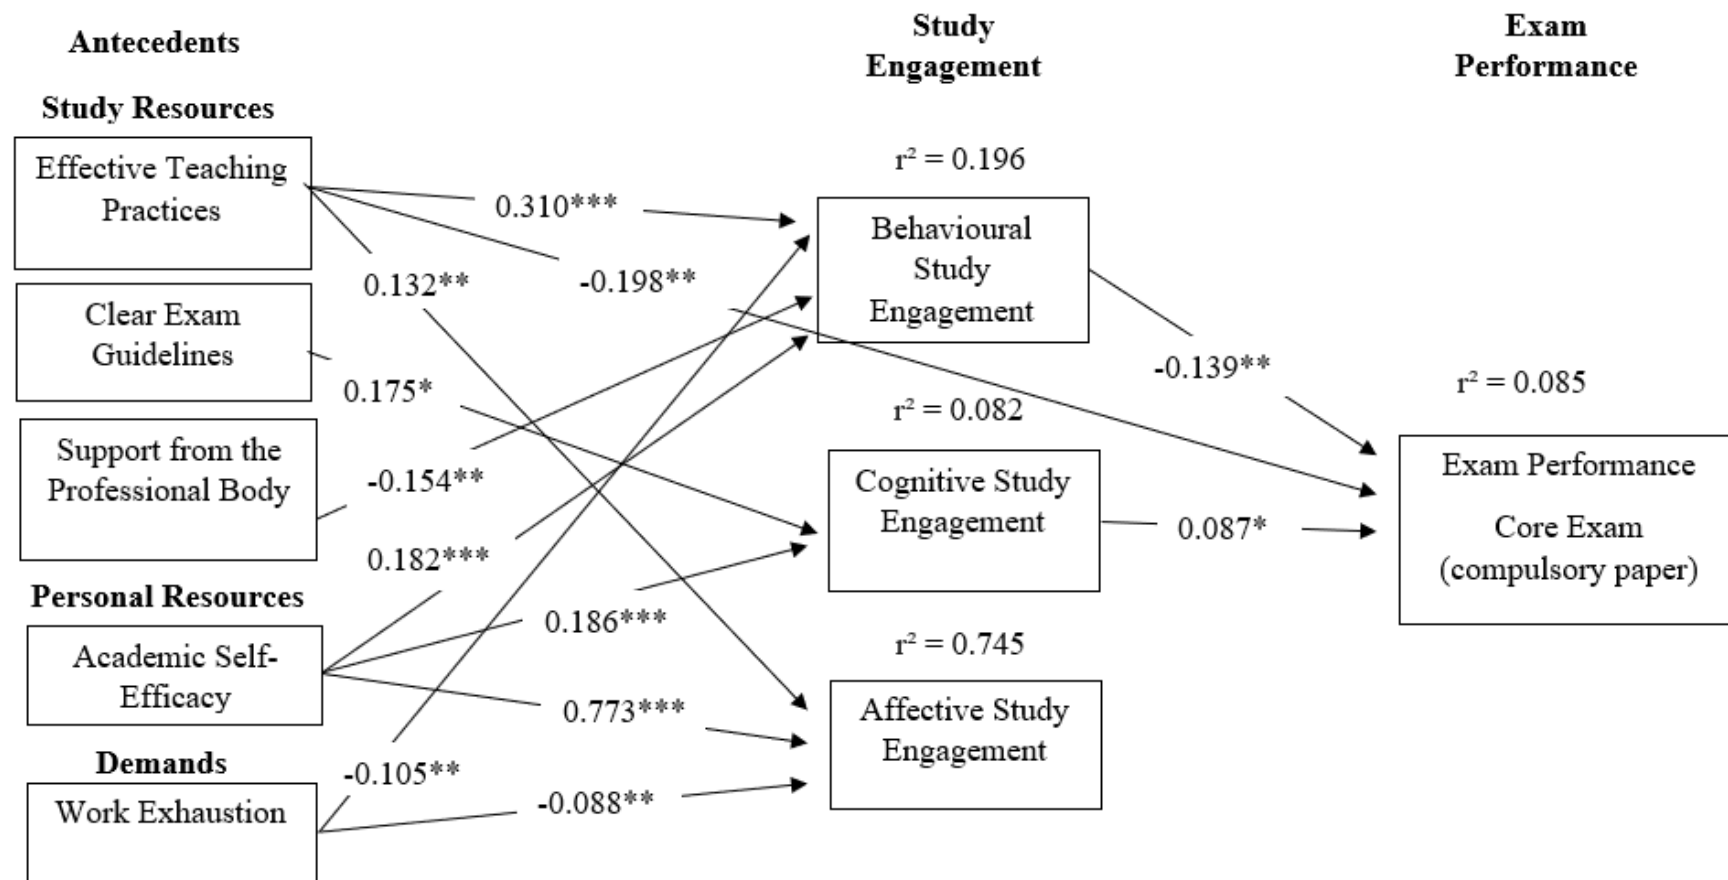 Antecedents
Study
Engagement
Exam
Performance
Study Resources
Effective Teaching
Practices
Clear Exam
Guidelines
Support from the
Professional Body
Personal Resources
Academic Self-
Efficacy
Demands
Work Exhaustion
0.310***
-0.198**
0.132**
0.175*
-0.154**
0.182***
0.186***
0.773***
-0.105**
-0.088**
r² = 0.196
Behavioural
Study
Engagement
r² = 0.082
Cognitive Study
Engagement
r² = 0.745
Affective Study
Engagement
-0.139**
0.087*
r² = 0.085
Exam Performance
Core Exam
(compulsory paper)